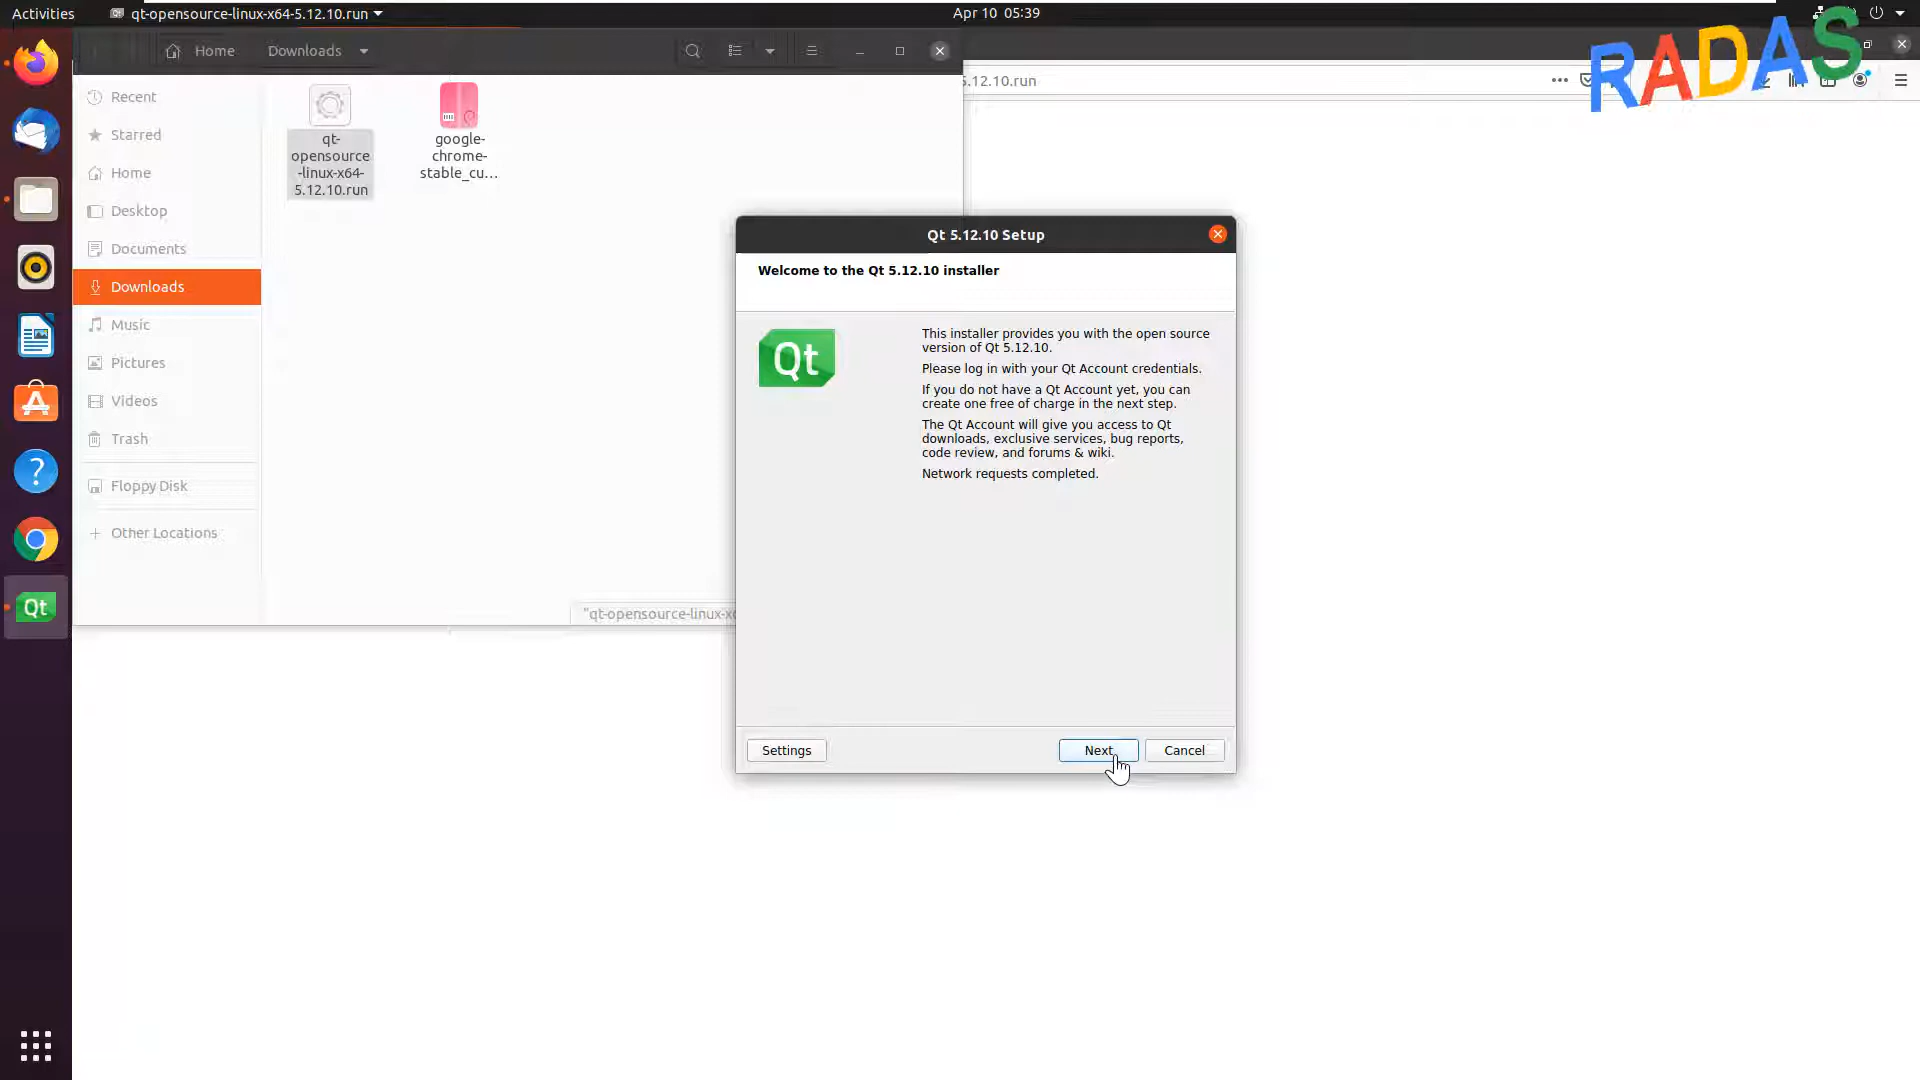 Activities
qt-opensource-linux-x64-5.12.10.run
Apr 10 05:39
RADAS
Home
Downloads
5.12.10.run
Recent
Starred
Home
Desktop
Documents
Downloads
Music
Pictures
Videos
Trash
Floppy Disk
Other Locations
qt-
opensource
-linux-x64-
5.12.10.run
google-
chrome-
stable_cu...
"qt-opensource-linux-x
Qt 5.12.10 Setup
Welcome to the Qt 5.12.10 installer
Qt
This installer provides you with the open source
version of Qt 5.12.10.
Please log in with your Qt Account credentials.
If you do not have a Qt Account yet, you can
create one free of charge in the next step.
The Qt Account will give you access to Qt
downloads, exclusive services, bug reports,
code review, and forums & wiki.
Network requests completed.
Settings
Next
Cancel
Qt